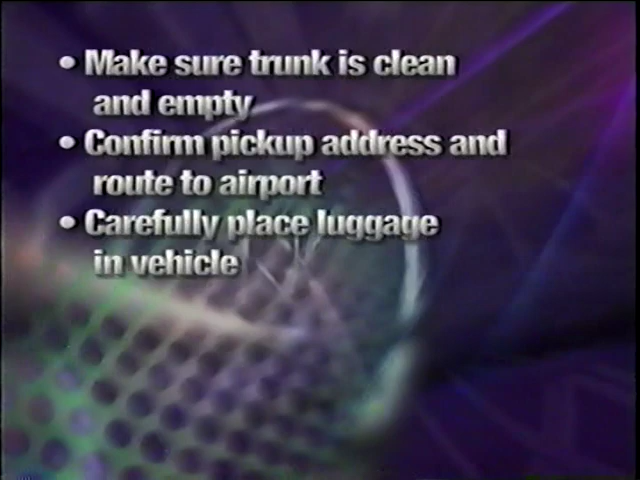 • Make sure trunk is clean
and empty
• Confirm pickup address and
route to airport
• Carefully place luggage
in vehicle